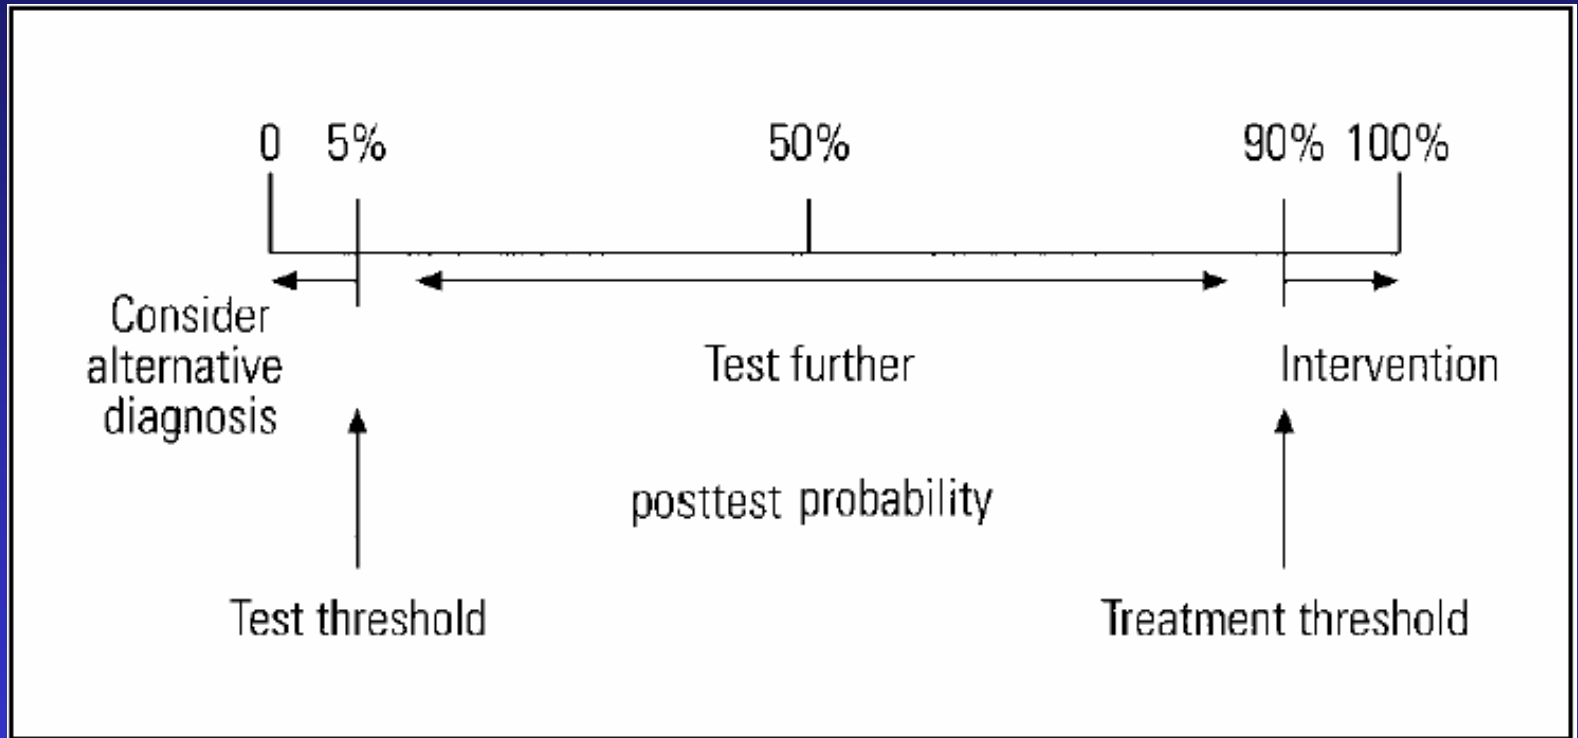 0 5% 50% 90% 100%
Consider
alternative
diagnosis
Test further
Intervention
posttest probability
Test threshold
Treatment threshold